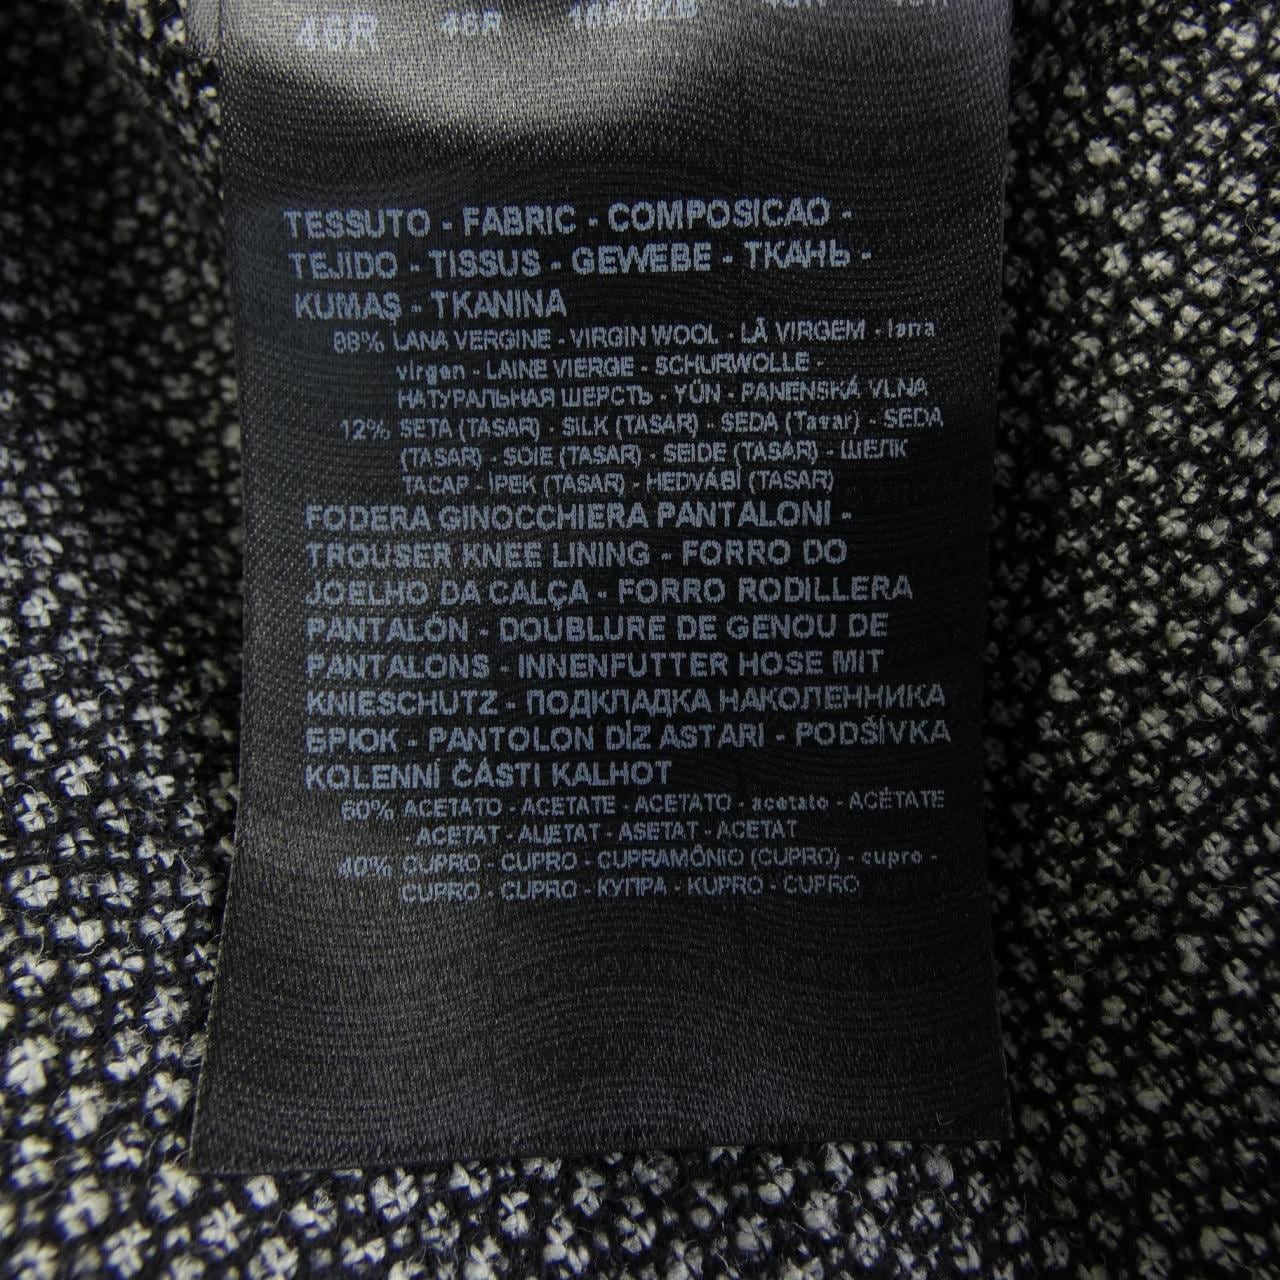 46R 46R
TESSUTO - FABRIC - COMPOSICAO -
TEJIDO - TISSUS - GEWEBE - ТКАНЬ -
KUMAŞ - TKANINA
88% LANA VERGINE - VIRGIN WOOL - LÃ VIRGEM - lana
virgen - LAINE VIERGE - SCHURWOLLE -
НАТУРАЛЬНАЯ ШЕРСТЬ - YÜN - PANENSKÁ VLNA
12% SETA (TASAR) - SILK (TASAR) - SEDA (Tasar) - SEDA
(TASAR) - SOIE (TASAR) - SEIDE (TASAR) - ШЕЛК
ТАСАР - İPEK (TASAR) - HEDVÁBÍ (TASAR)
FODERA GINOCCHIERA PANTALONI -
TROUSER KNEE LINING - FORRO DO
JOELHO DA CALÇA - FORRO RODILLERA
PANTALÓN - DOUBLURE DE GENOU DE
PANTALONS - INNENFUTTER HOSE MIT
KNIESCHUTZ - ПОДКЛАДКА НАКОЛЕННИКА
БРЮК - PANTOLON DİZ ASTARI - PODŠÍVKA
KOLENNÍ ČÁSTI KALHOT
60% ACETATO - ACETATE - ACETATO - acetato - ACÉTATE
- ACETAT - АЦЕТАТ - ASETAT - ACETAT
40% CUPRO - CUPRO - CUPRAMÔNIO (CUPRO) - cupro -
CUPRO - CUPRO - КУПРА - KUPRO - CUPRO